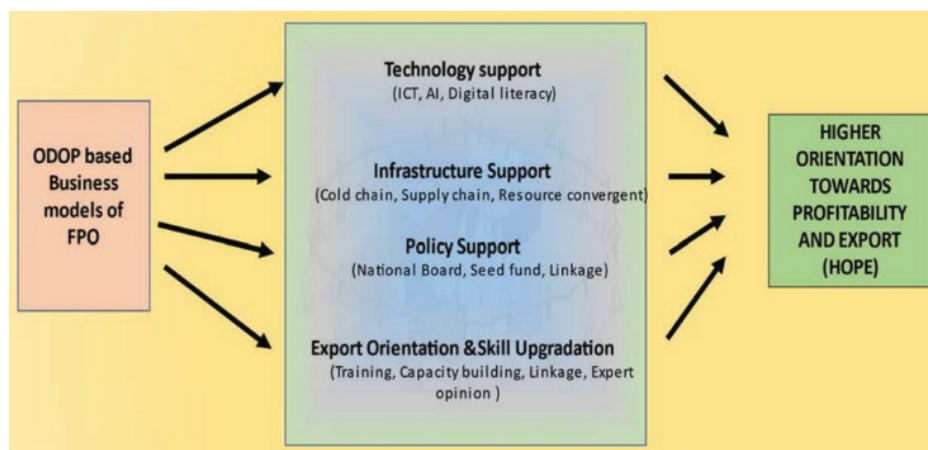 ODOP based
Business
models of
FPO
Technology support
(ICT, AI, Digital literacy)
Infrastructure Support
(Cold chain, Supply chain, Resource convergent)
Policy Support
(National Board, Seed fund, Linkage)
Export Orientation &Skill Upgradation
(Training, Capacity building, Linkage, Expert
opinion )
HIGHER
ORIENTATION
TOWARDS
PROFITABILITY
AND EXPORT
(HOPE)